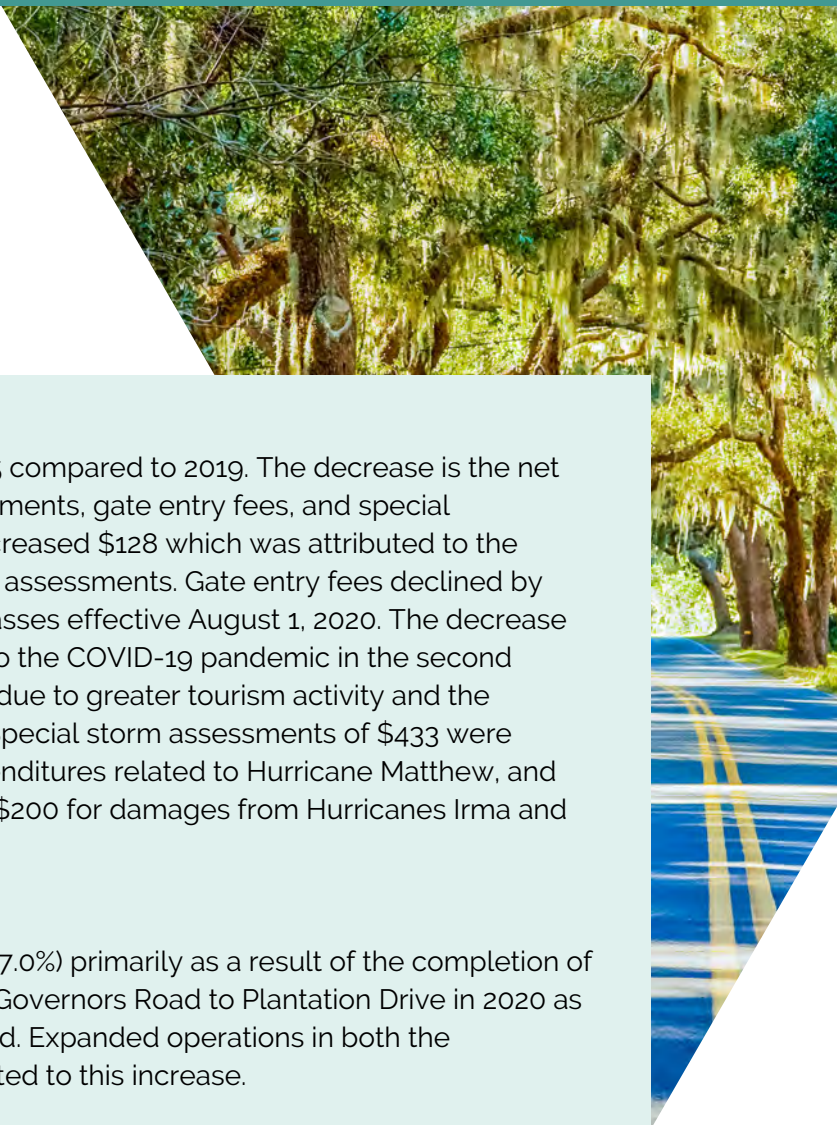 compared to 2019. The decrease is the net
ments, gate entry fees, and special
creased $128 which was attributed to the
assessments. Gate entry fees declined by
asses effective August 1, 2020. The decrease
o the COVID-19 pandemic in the second
due to greater tourism activity and the
Special storm assessments of $433 were
enditures related to Hurricane Matthew, and
$200 for damages from Hurricanes Irma and
7.0%) primarily as a result of the completion of
Governors Road to Plantation Drive in 2020 as
d. Expanded operations in both the
ted to this increase.